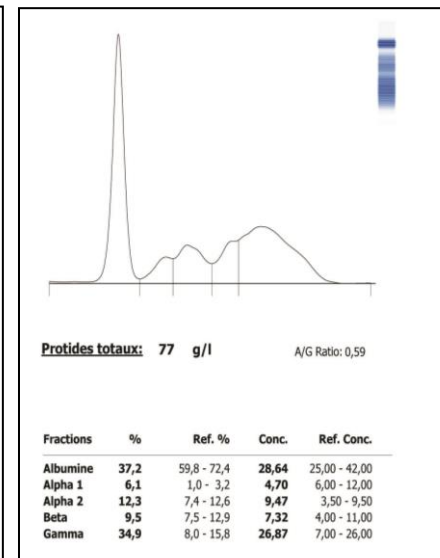 Protides totaux: 77 g/l A/G Ratio: 0,59
Fractions % Ref. % Conc. Ref. Conc.
Albumine 37,2 59,8 - 72,4 28,64 25,00 - 42,00
Alpha 1 6,1 1,0 - 3,2 4,70 6,00 - 12,00
Alpha 2 12,3 7,4 - 12,6 9,47 3,50 - 9,50
Beta 9,5 7,5 - 12,9 7,32 4,00 - 11,00
Gamma 34,9 8,0 - 15,8 26,87 7,00 - 26,00